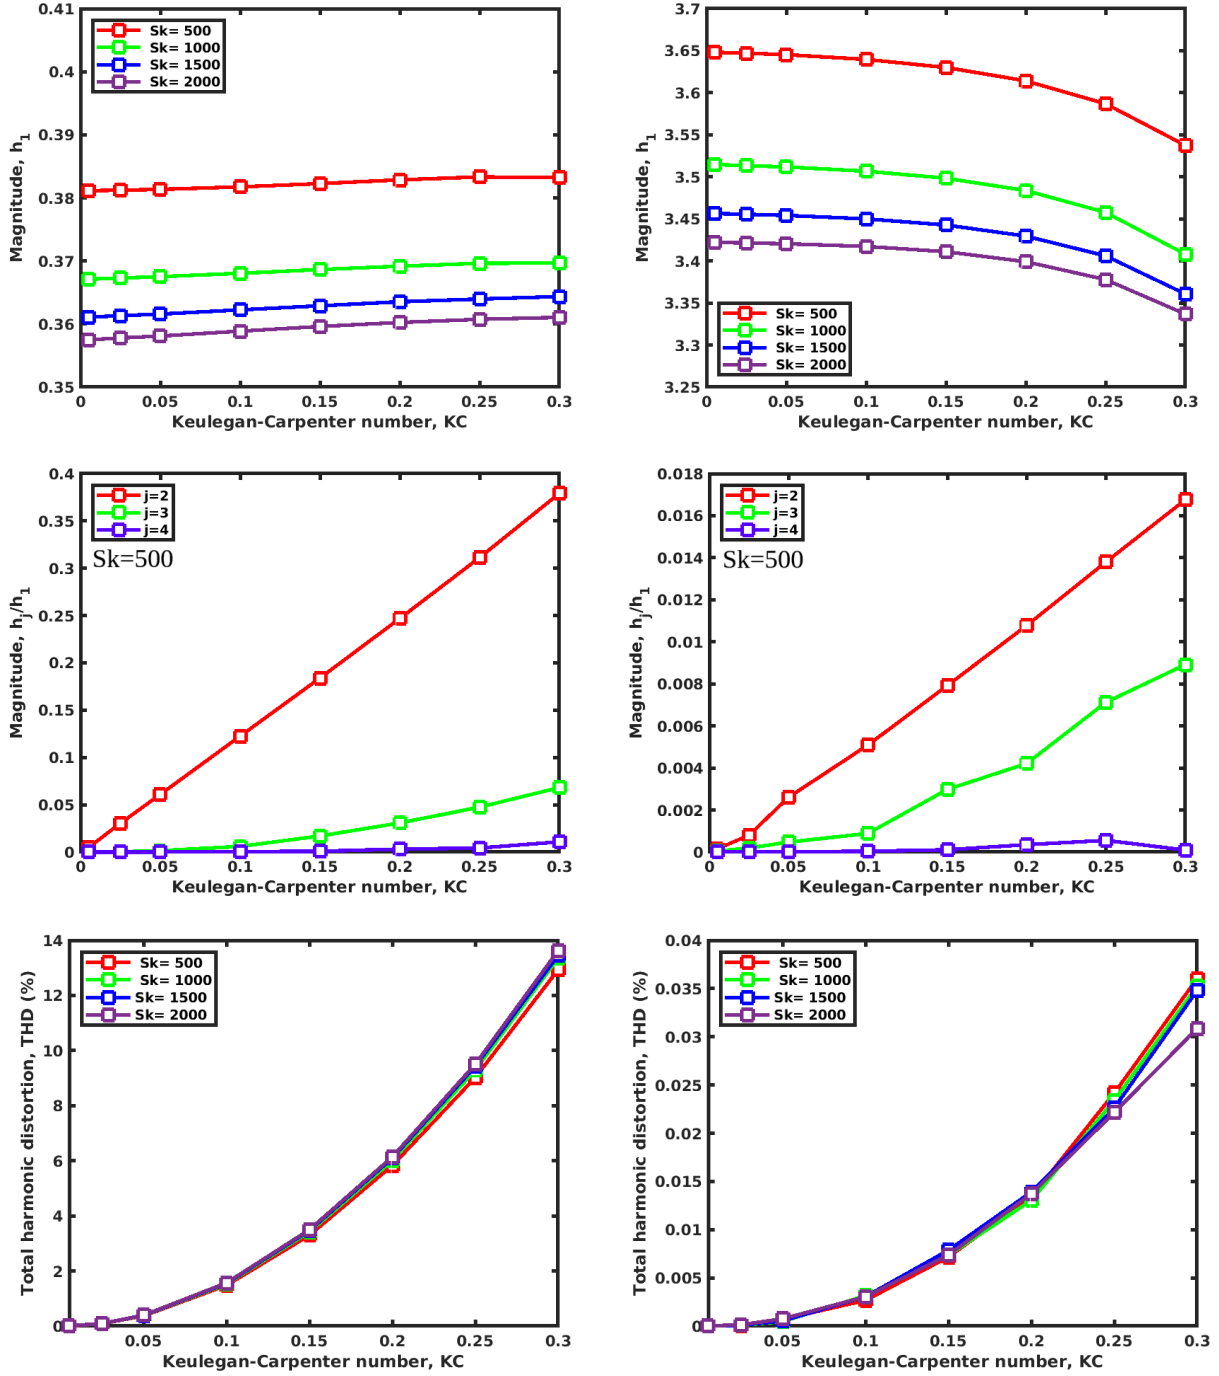 0.41
0.4
0.39
0.38
0.37
0.36
0.35
Magnitude, h1
Sk= 500
Sk= 1000
Sk= 1500
Sk= 2000
0 0.05 0.1 0.15 0.2 0.25 0.3
Keulegan-Carpenter number, KC
3.7
3.65
3.6
3.55
3.5
3.45
3.4
3.35
3.3
3.25
Magnitude, h1
Sk= 500
Sk= 1000
Sk= 1500
Sk= 2000
0 0.05 0.1 0.15 0.2 0.25 0.3
Keulegan-Carpenter number, KC
0.4
0.35
0.3
0.25
0.2
0.15
0.1
0.05
0
Magnitude, hj/h1
j=2
j=3
j=4
Sk=500
0 0.05 0.1 0.15 0.2 0.25 0.3
Keulegan-Carpenter number, KC
0.018
0.016
0.014
0.012
0.01
0.008
0.006
0.004
0.002
0
Magnitude, hj/h1
j=2
j=3
j=4
Sk=500
0 0.05 0.1 0.15 0.2 0.25 0.3
Keulegan-Carpenter number, KC
14
12
10
8
6
4
2
0
Total harmonic distortion, THD (%)
Sk= 500
Sk= 1000
Sk= 1500
Sk= 2000
0.05 0.1 0.15 0.2 0.25 0.3
Keulegan-Carpenter number, KC
0.04
0.035
0.03
0.025
0.02
0.015
0.01
0.005
0
Total harmonic distortion, THD (%)
Sk= 500
Sk= 1000
Sk= 1500
Sk= 2000
0.05 0.1 0.15 0.2 0.25 0.3
Keulegan-Carpenter number, KC